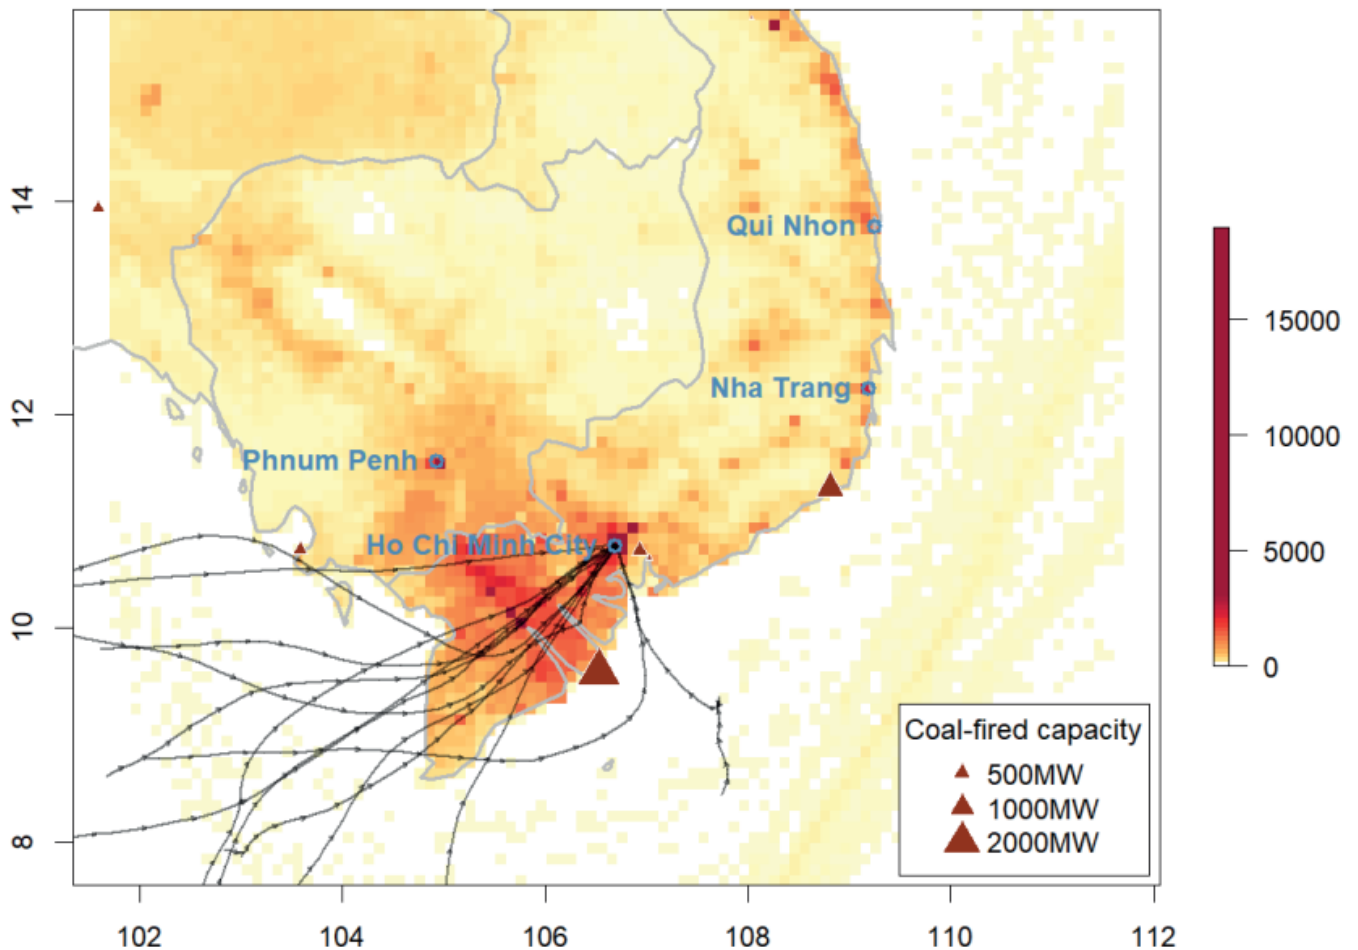 14
12
10
8
Qui Nhon
Nha Trang
Phnum Penh
Ho Chi Minh City
15000
10000
5000
0
Coal-fired capacity
500MW
1000MW
2000MW
102 104 106 108 110 112